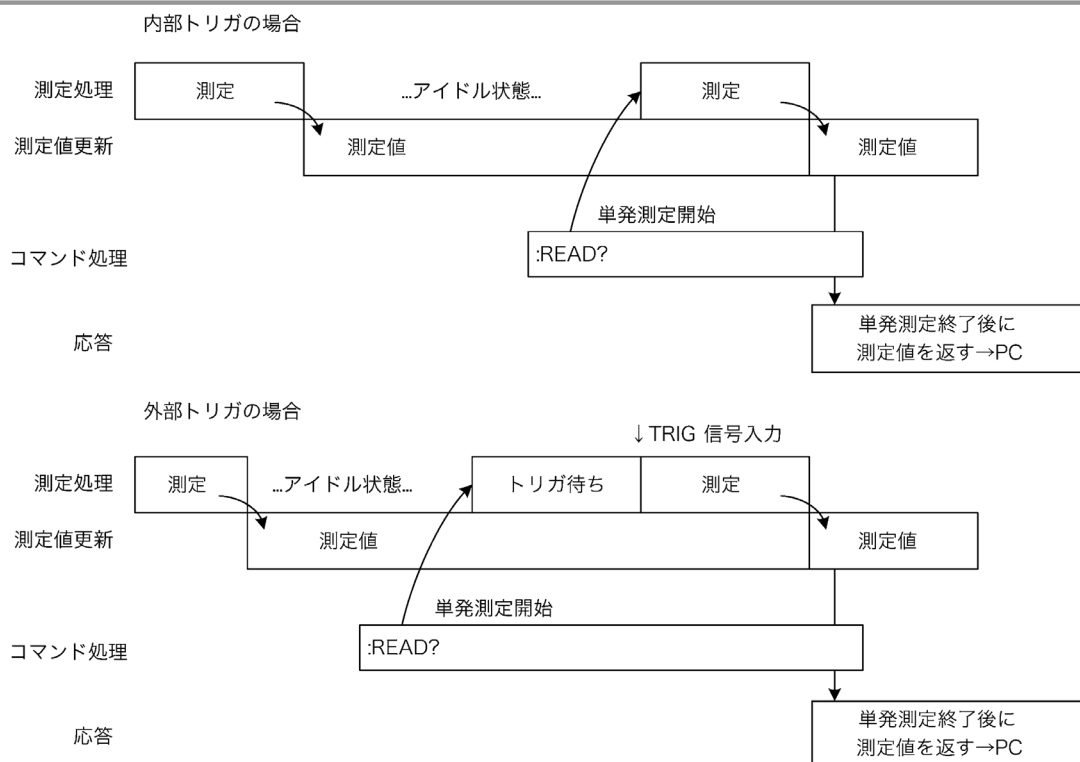 内部トリガの場合
測定処理
測定
...アイドル状態...
測定
測定値更新
測定値
測定値
単発測定開始
コマンド処理
:READ?
応答
単発測定終了後に
測定値を返す→PC
外部トリガの場合
↓TRIG 信号入力
測定処理
測定
...アイドル状態...
トリガ待ち
測定
測定値更新
測定値
測定値
単発測定開始
コマンド処理
:READ?
応答
単発測定終了後に
測定値を返す→PC